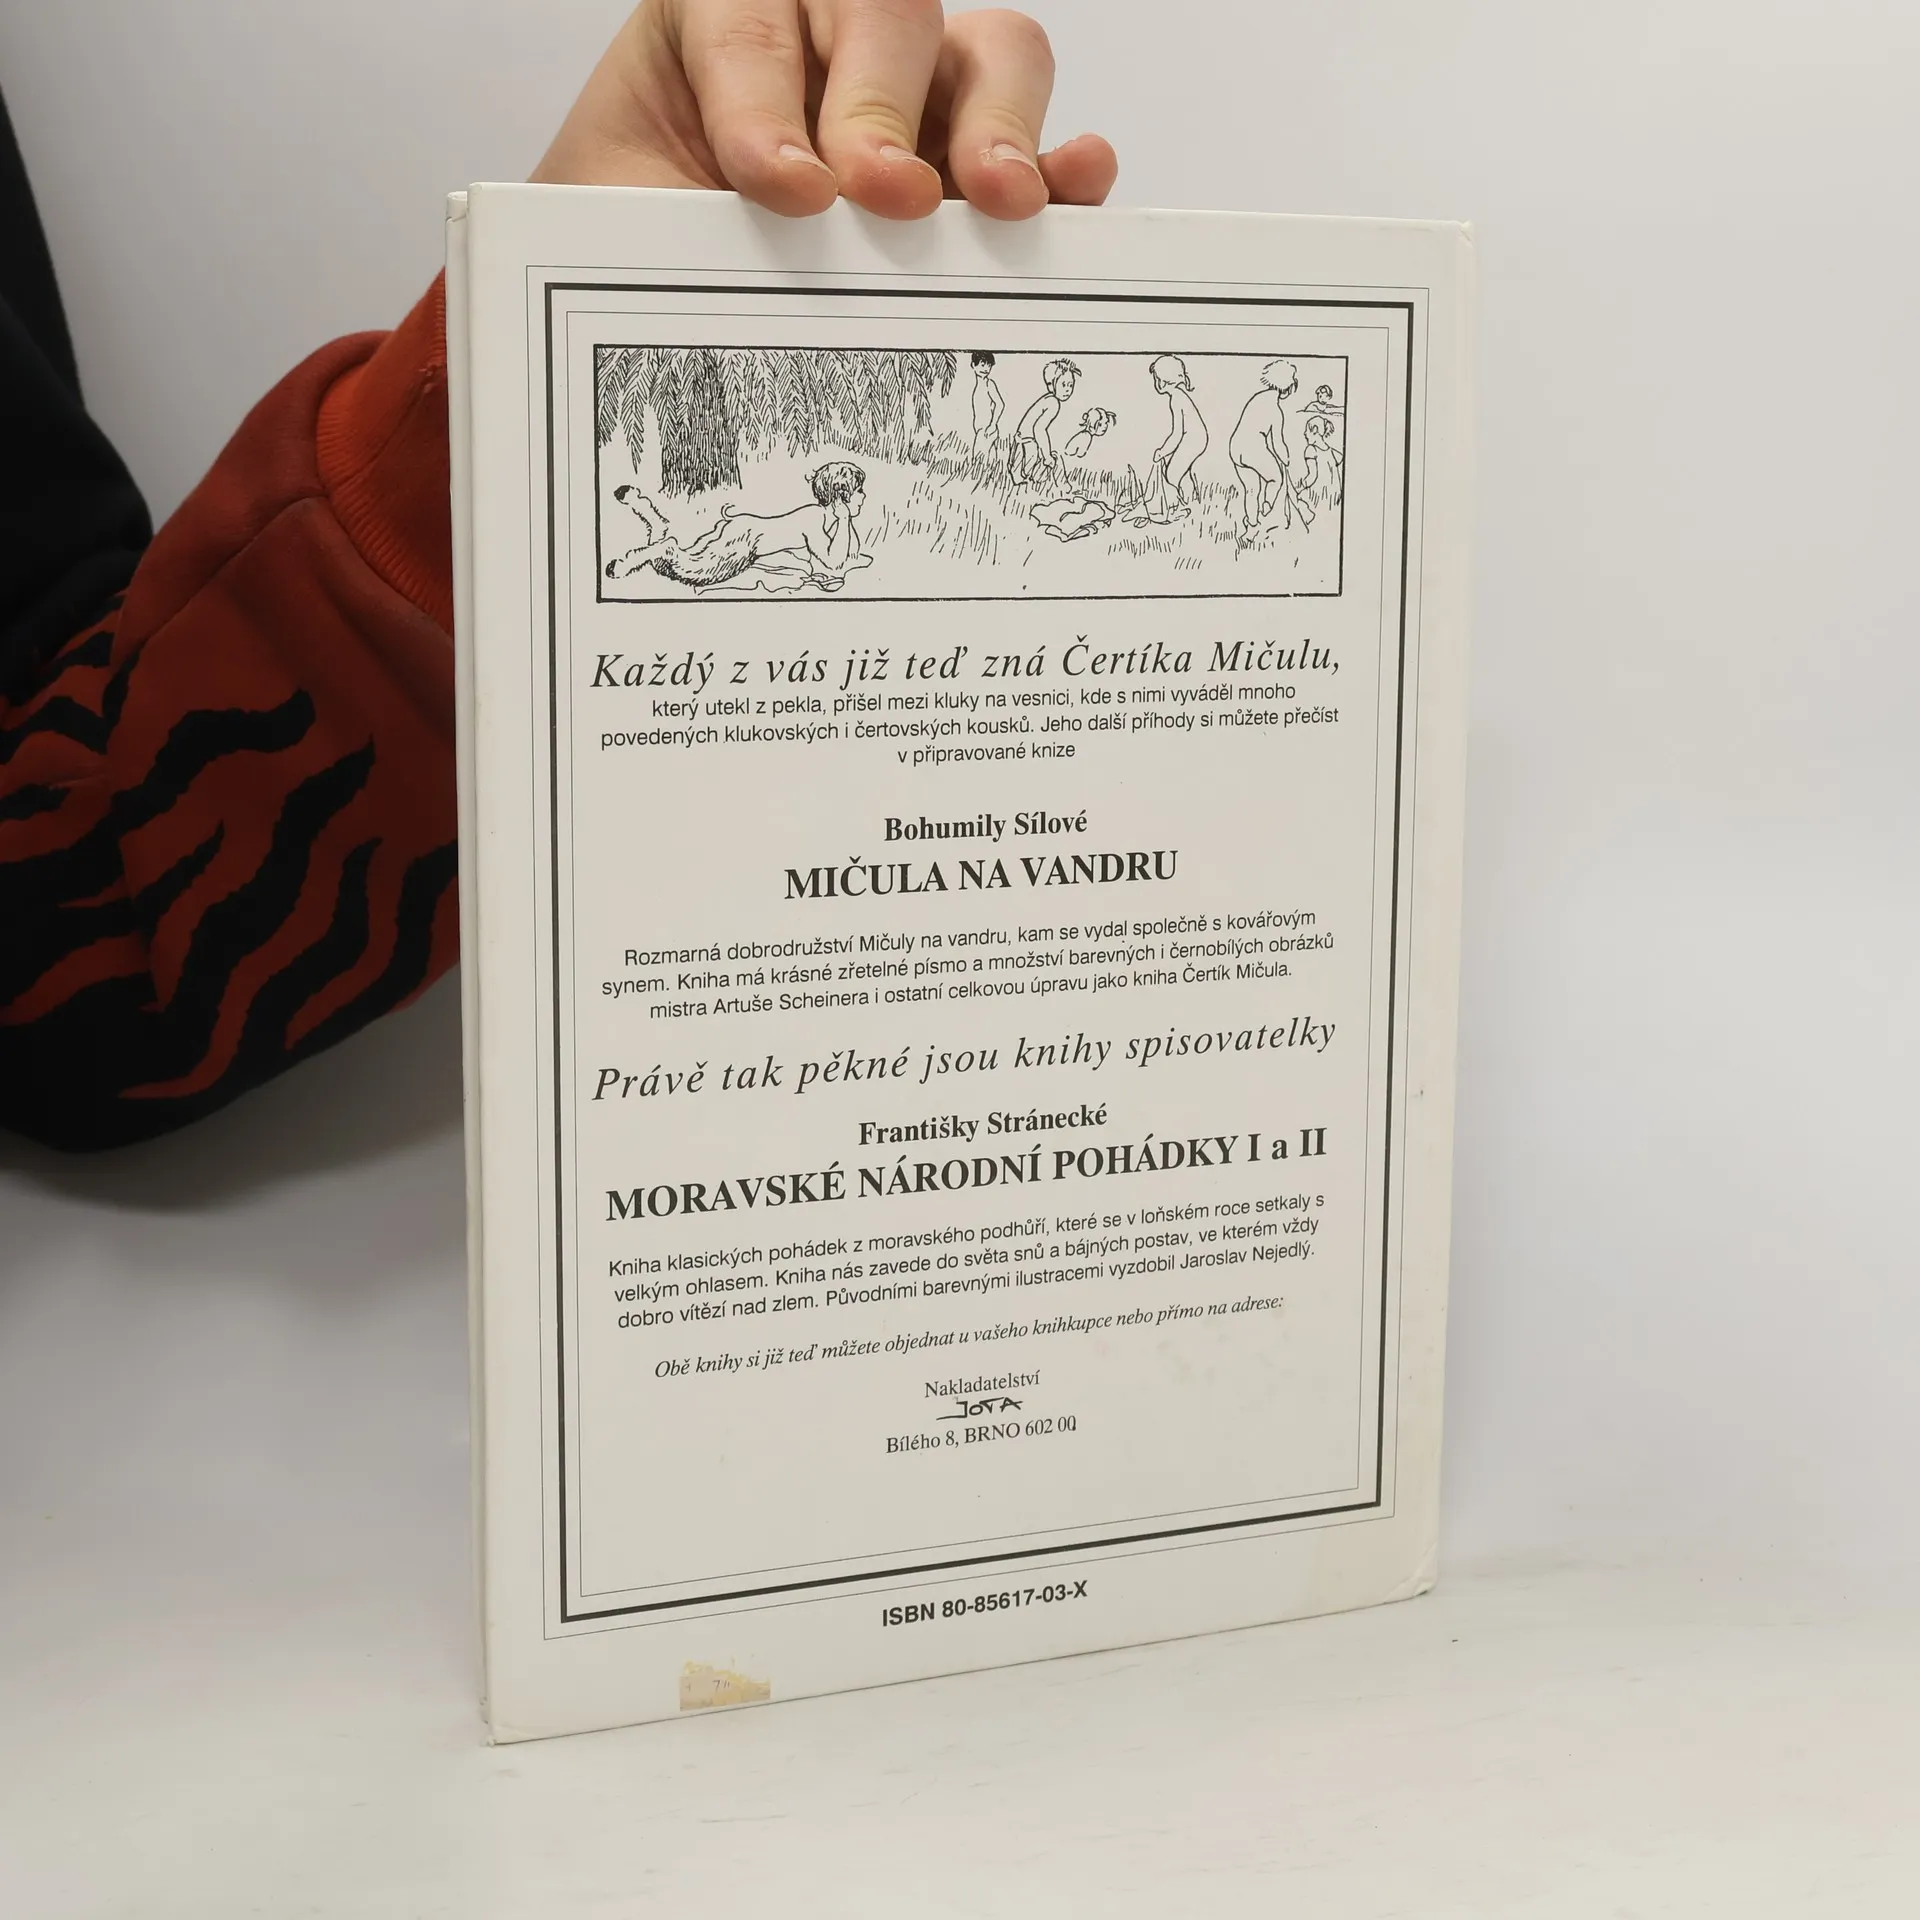 Každý z vás již teď zná Čertíka Mičulu,
který utekl z pekla, přišel mezi kluky na vesnici, kde s nimi vyváděl mnoho
povedených klukovských i čertovských kousků. Jeho další příhody si můžete přečíst
v připravované knize
Bohumily Sílové
MIČULA NA VANDRU
Rozmarná dobrodružství Mičuly na vandru, kam se vydal společně s kovářovým
synem. Kniha má krásné zřetelné písmo a množství barevných i černobílých obrázků
mistra Artuše Scheinera i ostatní celkovou úpravu jako kniha Čertík Mičula.
Právě tak pěkné jsou knihy spisovatelky
Františky Stránecké
MORAVSKÉ NÁRODNÍ POHÁDKY I a II
Kniha klasických pohádek z moravského podhůří, které se v loňském roce setkaly s
velkým ohlasem. Kniha nás zavede do světa snů a bájných postav, ve kterém vždy
dobro vítězí nad zlem. Původními barevnými ilustracemi vyzdobil Jaroslav Nejedlý.
Obě knihy si již teď můžete objednat u vašeho knihkupce nebo přímo na adrese:
Nakladatelství
JOTA
Bílého 8, BRNO 602 00
ISBN 80-85617-03-X